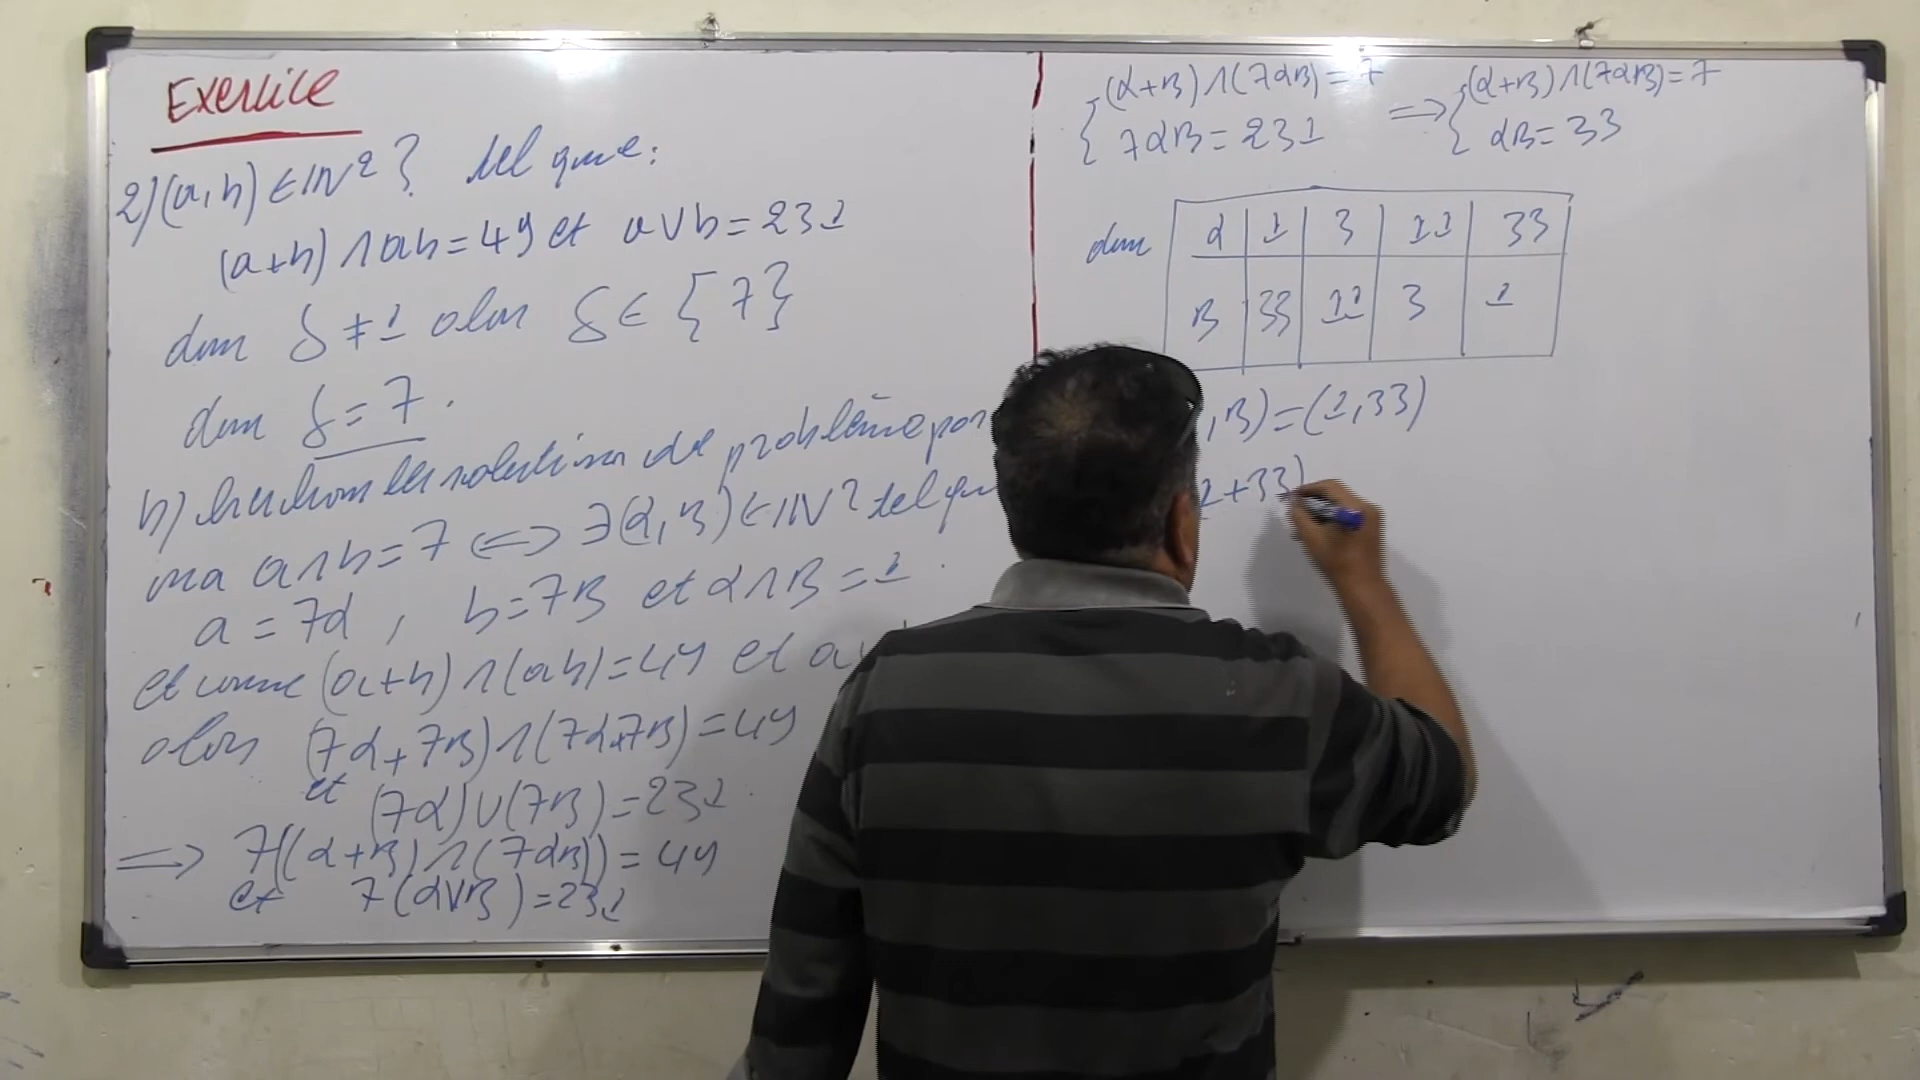 Exercice
2) (a,b) ∈ IN² ? tel que :
(a+b) ∧ ab = 49 et a ∨ b = 231
donc δ ≠ 1 alors δ ∈ {7}
donc δ = 7 .
b) les solutions de problème
a ∧ b = 7 ⟺ ∃(α, β) ∈ IN² tel que
a = 7α , b = 7β et α ∧ β = 1 .
et comme (a+b) ∧ (ab) = 49 et a
alors (7α + 7β) ∧ (7α×7β) = 49
et (7α) ∨ (7β) = 231 .
⟹ 7((α+β) ∧ (7αβ)) = 49
et 7(α∨β) = 231
{ (α+β) ∧ (7αβ) = 7 ⟹ { (α+β) ∧ (7αβ) = 7
7αβ = 231 αβ = 33
donc
α 1 3 11 33
β 33 11 3 1
, β) = (1,33)
1+33)